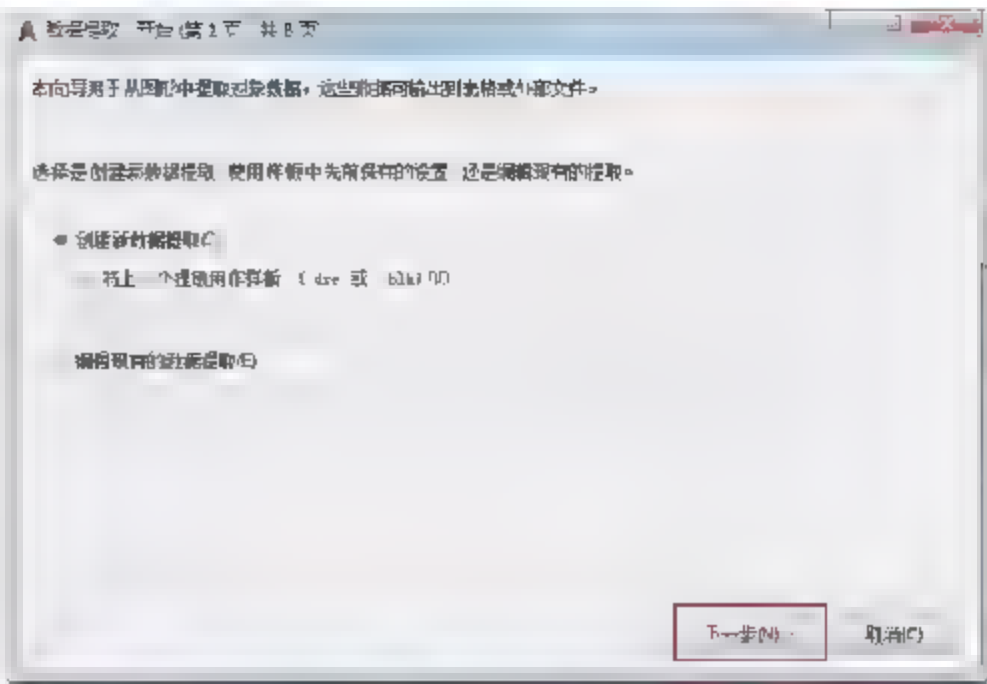 数据提取 - 开始 (第 1 页，共 8 页)
本向导用于从图形中提取对象数据。这些数据可输出到表格或外部文件。
选择是创建新数据提取、使用样板中先前保存的设置，还是编辑现有的提取。
创建新数据提取(C)
将上一个提取用作样板 (.dxe 或 .blk)(U)
编辑现有的数据提取(E)
下一步(N) >
取消(C)